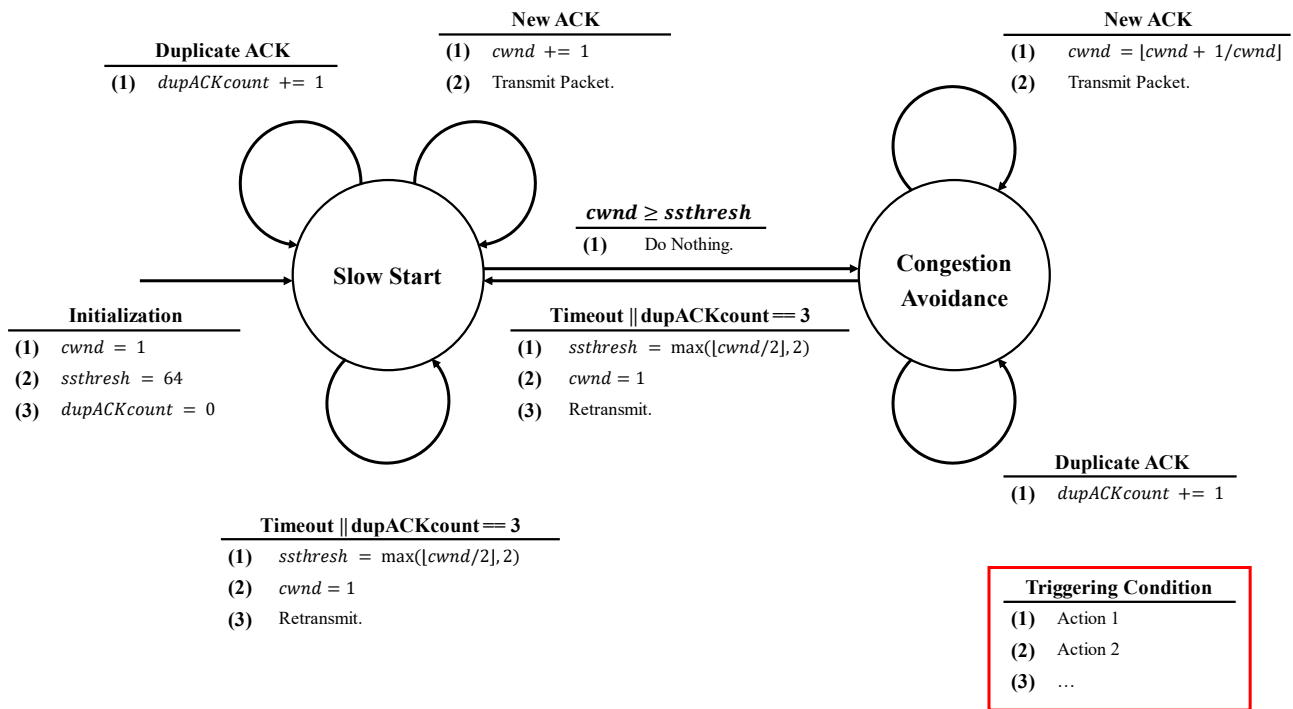 New ACK
(1) cwnd += 1
(2) Transmit Packet.
Duplicate ACK
(1) dupACKcount += 1
New ACK
(1) cwnd = ⌊cwnd + 1/cwnd⌋
(2) Transmit Packet.
cwnd ≥ ssthresh
(1) Do Nothing.
Slow Start
Congestion
Avoidance
Initialization
(1) cwnd = 1
(2) ssthresh = 64
(3) dupACKcount = 0
Timeout || dupACKcount == 3
(1) ssthresh = max(⌊cwnd/2⌋, 2)
(2) cwnd = 1
(3) Retransmit.
Duplicate ACK
(1) dupACKcount += 1
Timeout || dupACKcount == 3
(1) ssthresh = max(⌊cwnd/2⌋, 2)
(2) cwnd = 1
(3) Retransmit.
Triggering Condition
(1) Action 1
(2) Action 2
(3) …